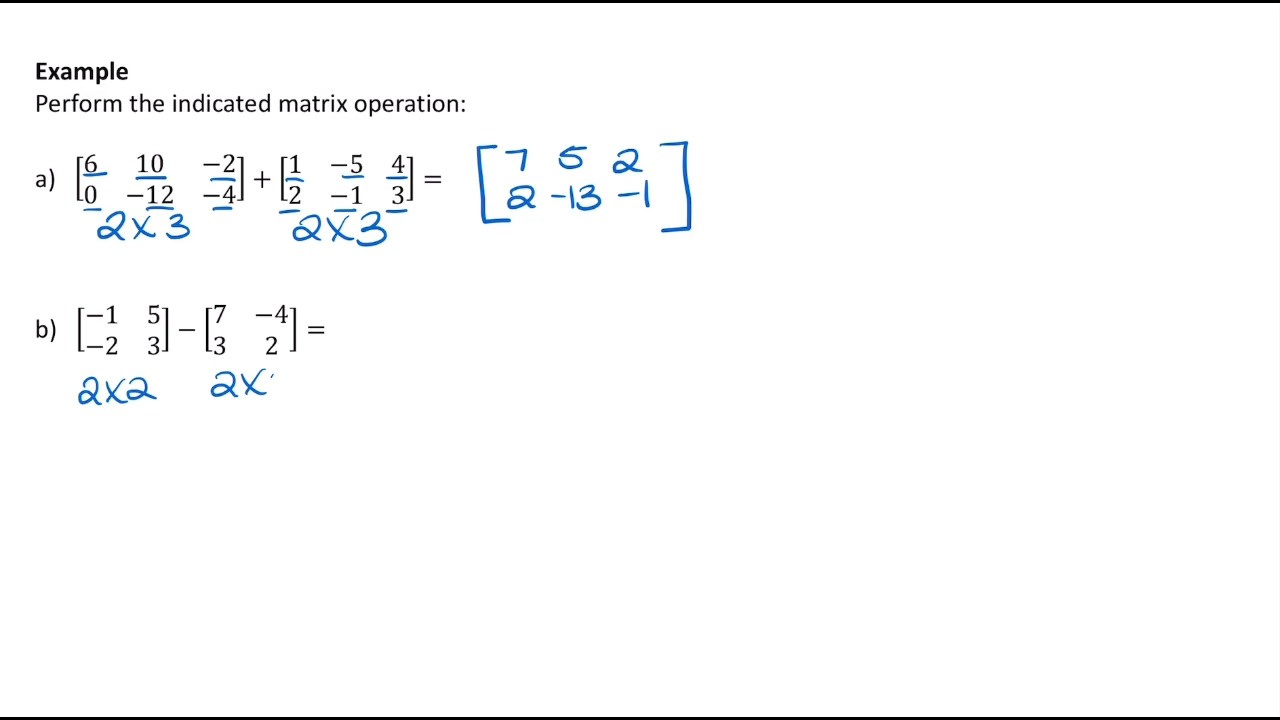 Example
Perform the indicated matrix operation:
a) [6 10 −2] + [1 −5 4] = [7 5 2]
[0 −12 −4] [2 −1 3] [2 -13 -1]
2x3 2x3
b) [−1 5] − [7 −4] =
[−2 3] [3 2]
2x2 2x